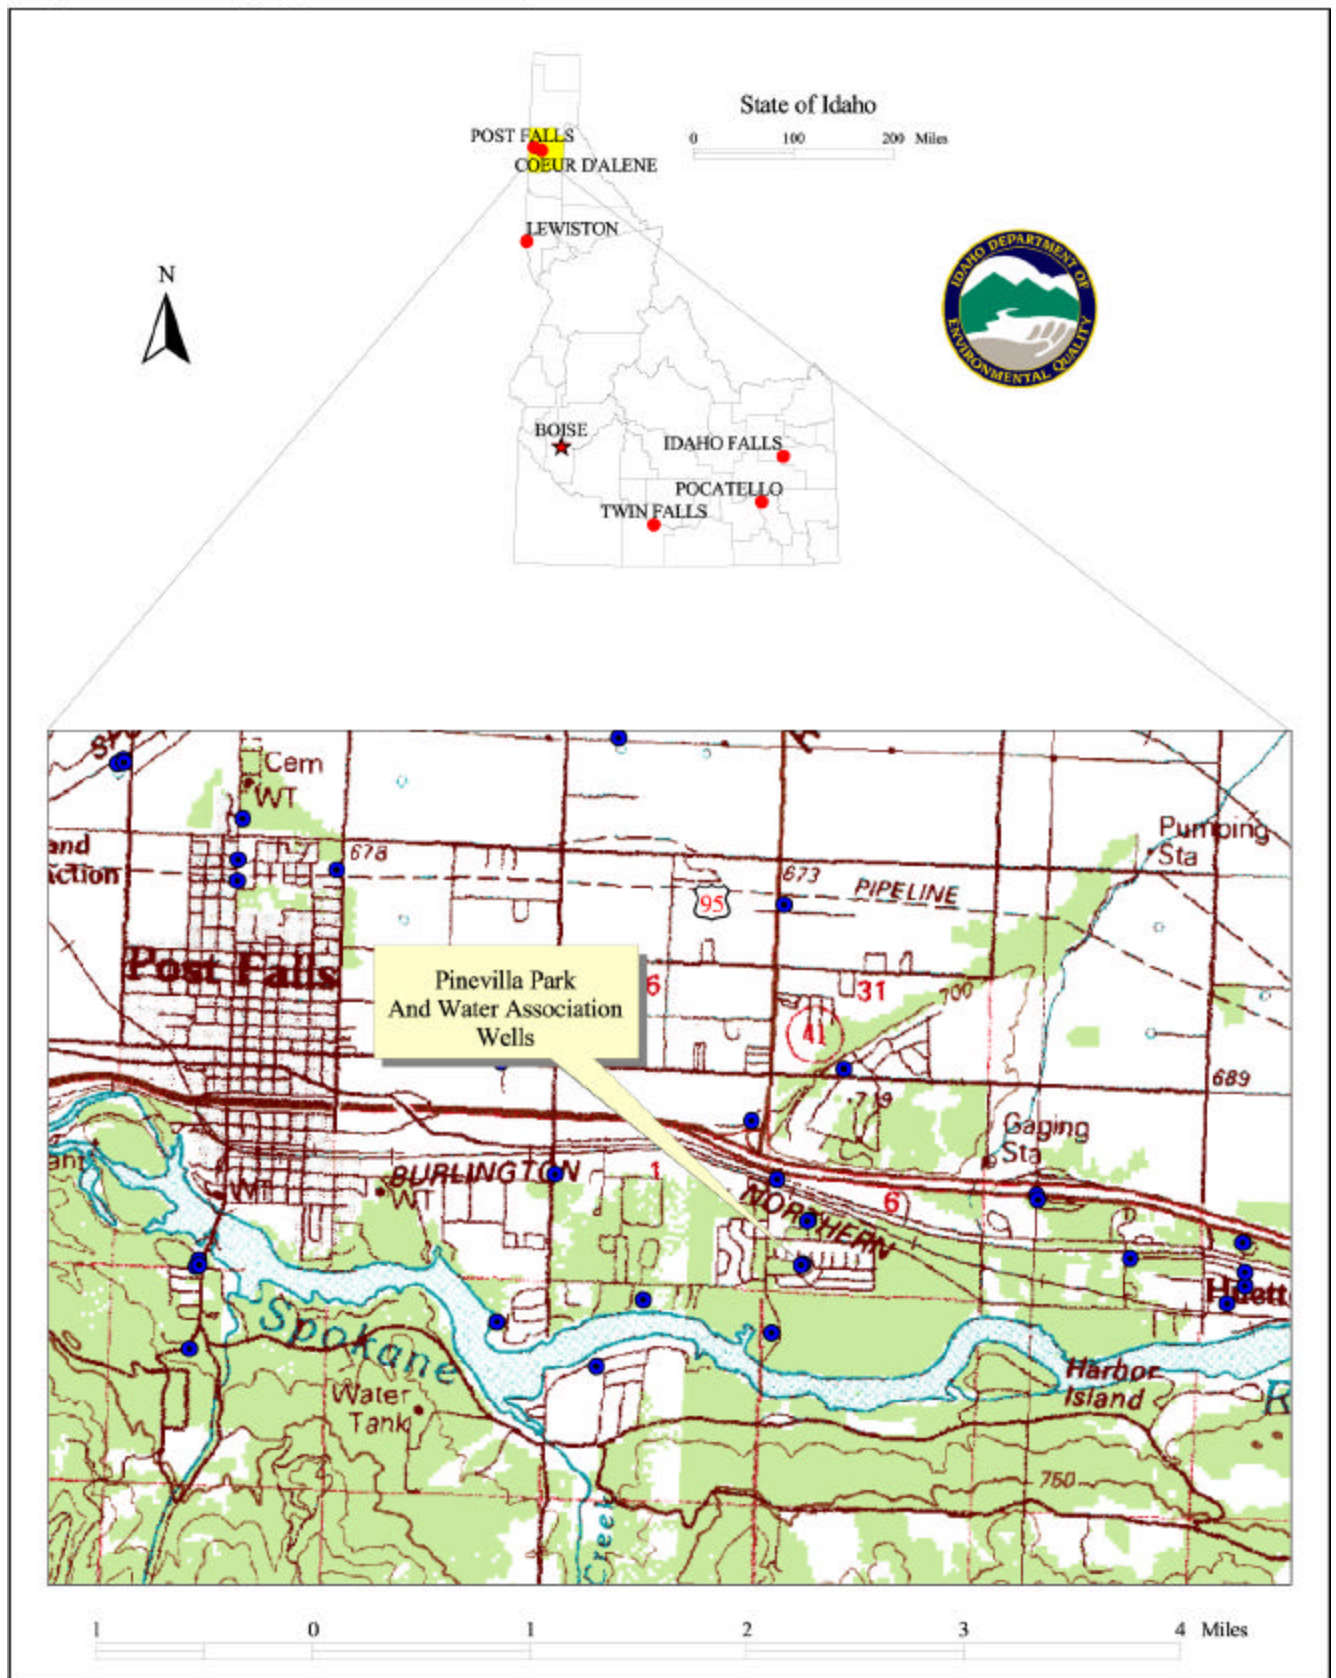 State of Idaho
0 100 200 Miles
POST FALLS
COEUR D'ALENE
LEWISTON
N
IDAHO DEPARTMENT OF
ENVIRONMENTAL QUALITY
BOISE
IDAHO FALLS
POCATELLO
TWIN FALLS
Cem
WT
Pumping
Sta
and
678
673
PIPELINE
95
Post Falls
Pinevilla Park
And Water Association
Wells
6
31
700
41
689
719
Gaging
Sta
BURLINGTON
1
WT
WT
NORTHERN
6
Huett
Spokane
Harbor
Island
R
Water
Tank
750
Creek
1 0 1 2 3 4 Miles